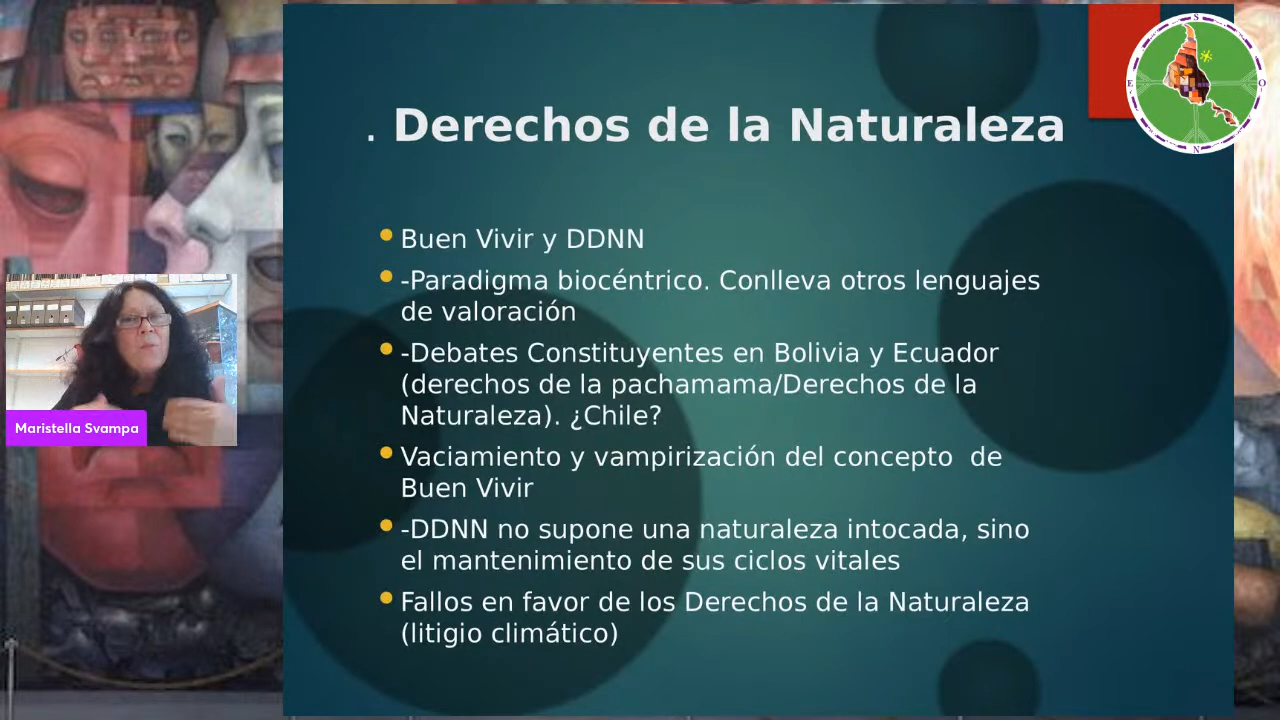 . Derechos de la Naturaleza
Buen Vivir y DDNN
-Paradigma biocéntrico. Conlleva otros lenguajes
de valoración
-Debates Constituyentes en Bolivia y Ecuador
(derechos de la pachamama/Derechos de la
Naturaleza). ¿Chile?
Vaciamiento y vampirización del concepto  de
Buen Vivir
-DDNN no supone una naturaleza intocada, sino
el mantenimiento de sus ciclos vitales
Fallos en favor de los Derechos de la Naturaleza
(litigio climático)
Maristella Svampa
S
E
O
N